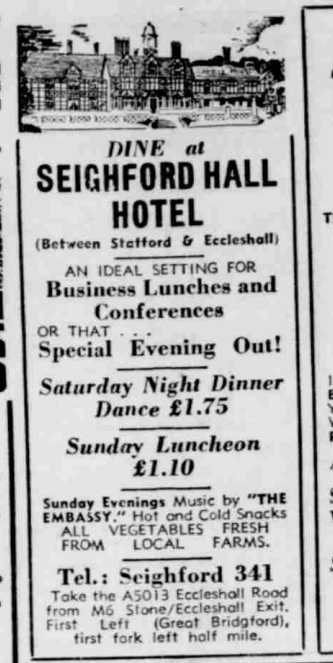 DINE at
SEIGHFORD HALL
HOTEL
(Between Stafford & Eccleshall)
AN IDEAL SETTING FOR
Business Lunches and
Conferences
OR THAT . . .
Special Evening Out!
Saturday Night Dinner
Dance £1.75
Sunday Luncheon
£1.10
Sunday Evenings Music by "THE
EMBASSY." Hot and Cold Snacks
ALL VEGETABLES FRESH
FROM LOCAL FARMS.
Tel.: Seighford 341
Take the A5013 Eccleshall Road
from M6 Stone/Eccleshall Exit.
First Left (Great Bridgford),
first fork left half mile.